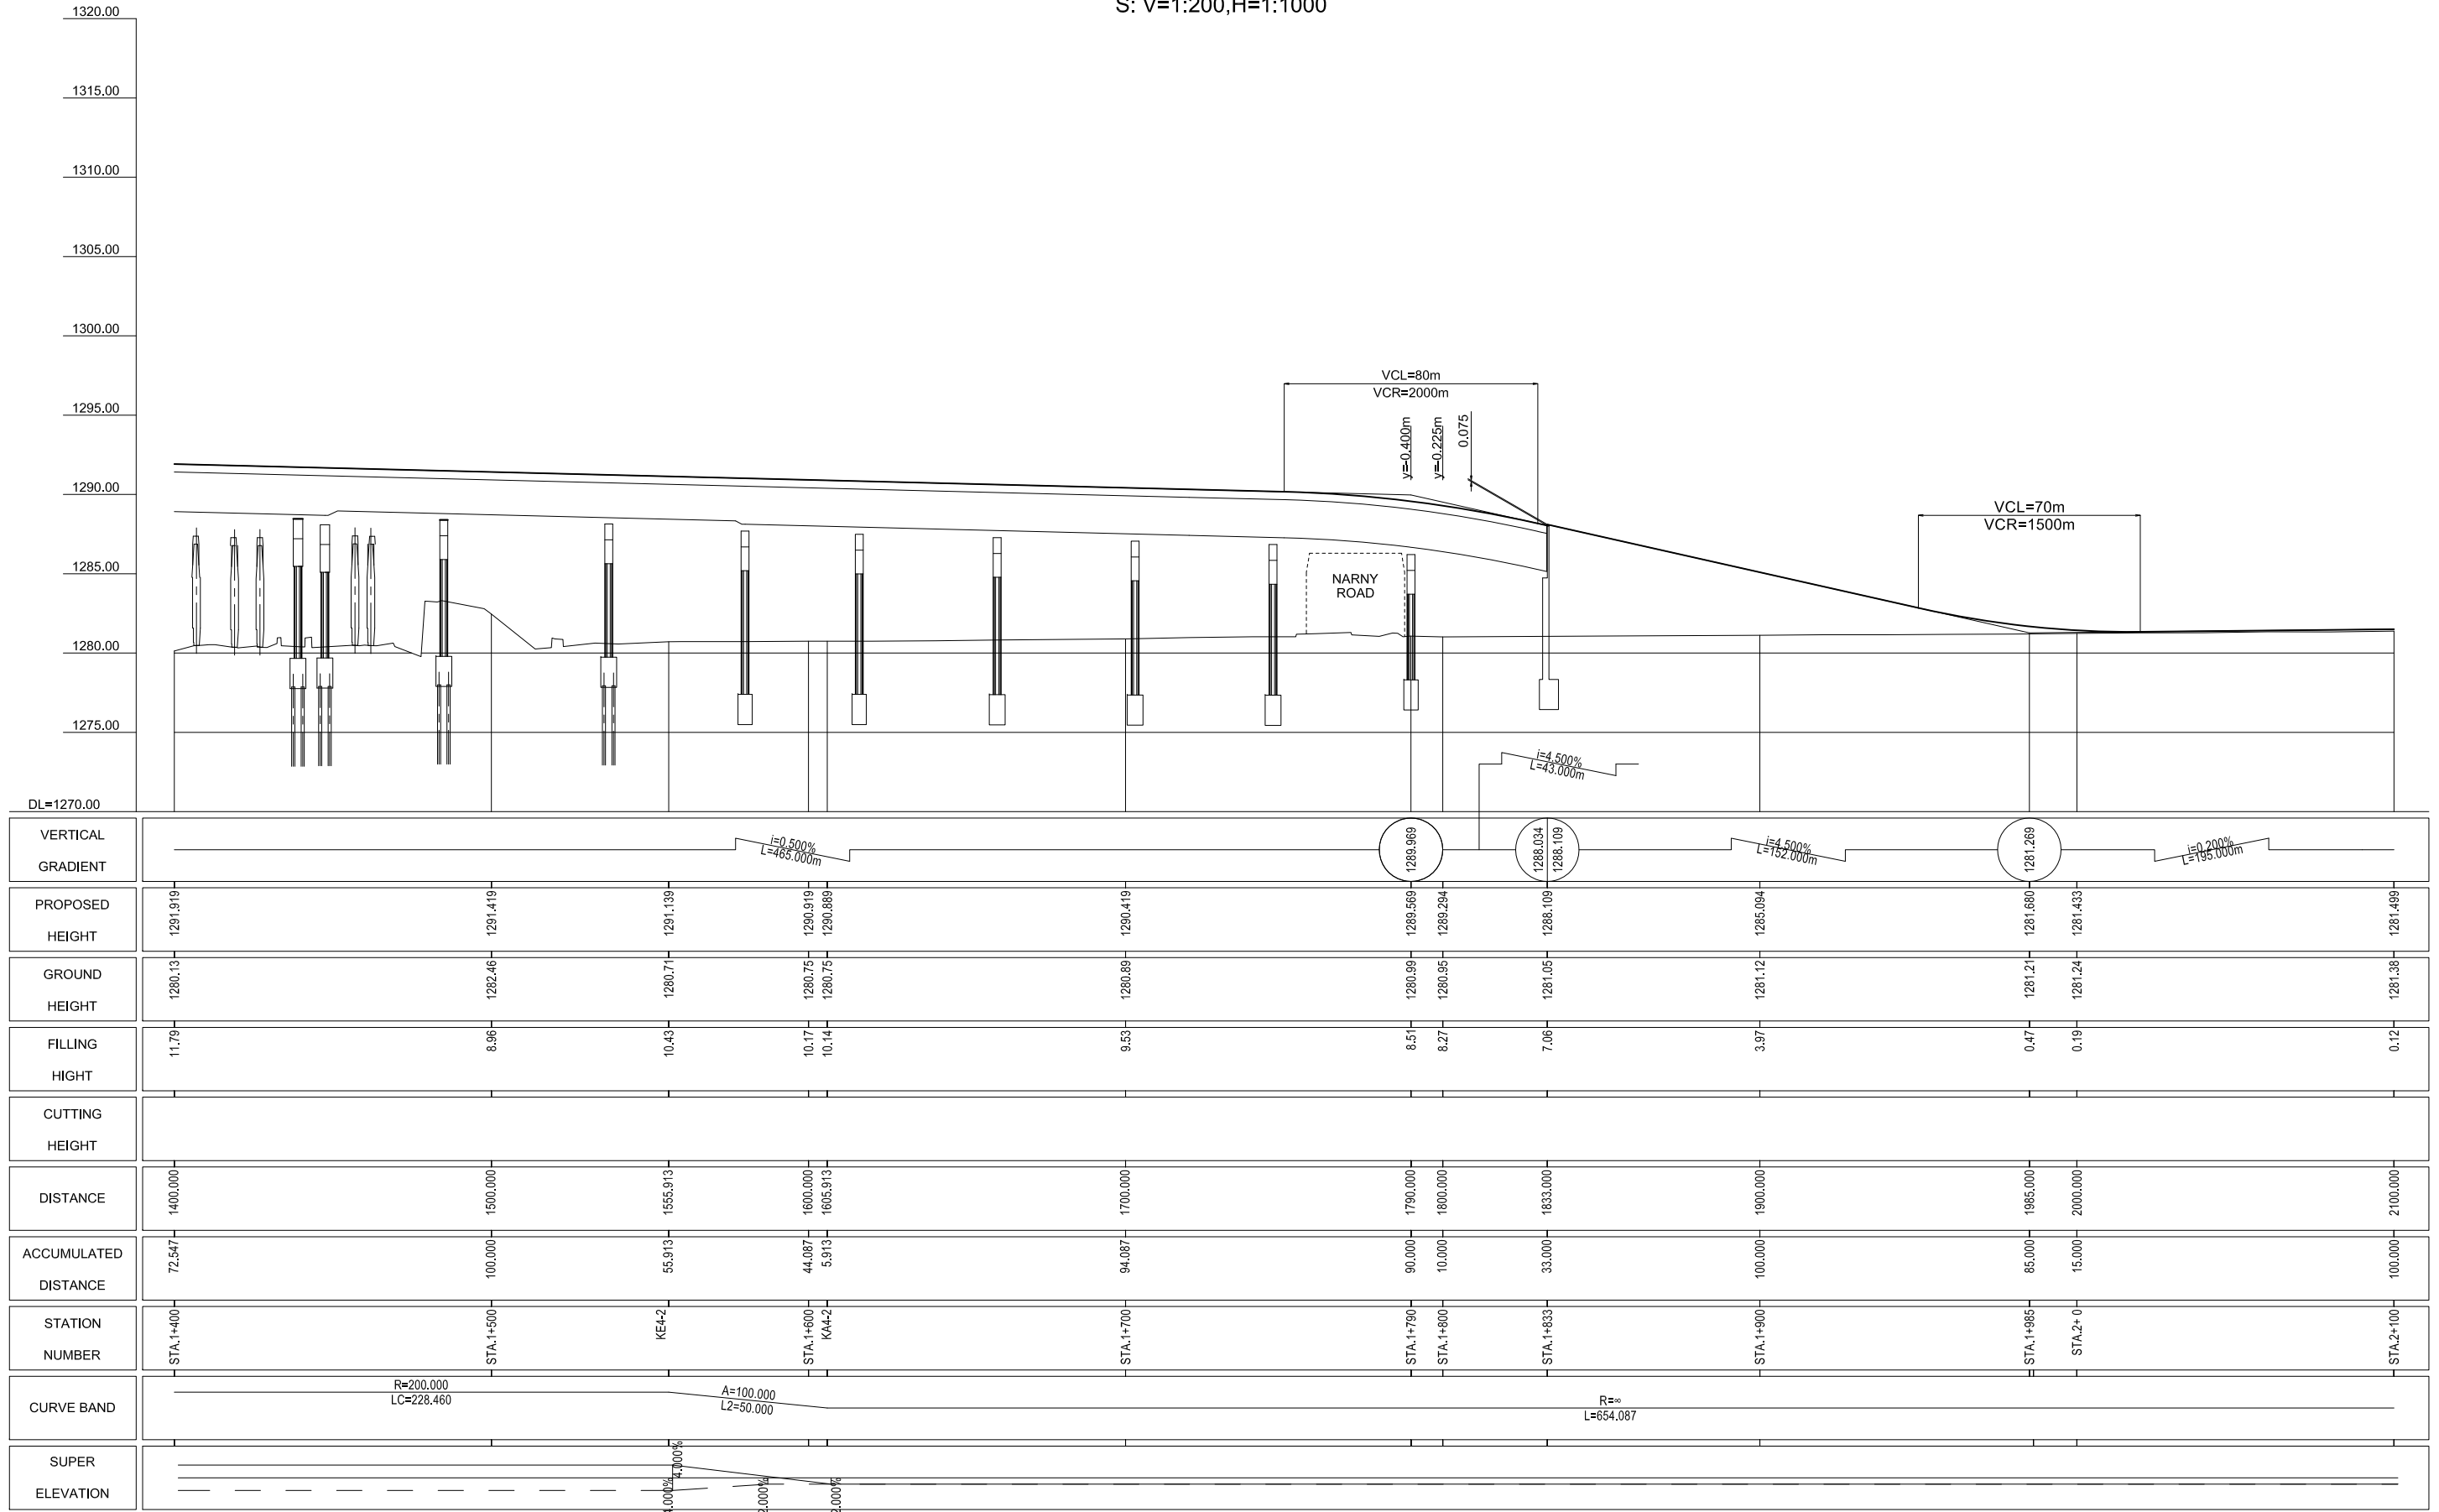 S: V=1:200,H=1:1000
1320.00
1315.00
1310.00
1305.00
1300.00
1295.00
1290.00
1285.00
1280.00
1275.00
DL=1270.00
VCL=80m
VCR=2000m
y=-0.400m
y=-0.225m
0.075
VCL=70m
VCR=1500m
NARNY
ROAD
i=4.500%
L=43.000m
VERTICAL
GRADIENT
i=0.500%
L=465.000m
1289.969
1288.034
1288.109
i=4.500%
L=152.000m
1281.269
i=0.200%
L=195.000m
PROPOSED
HEIGHT
1291.919
1291.419
1291.139
1290.919
1290.889
1290.419
1289.569
1289.294
1288.109
1285.094
1281.680
1281.433
1281.499
GROUND
HEIGHT
1280.13
1282.46
1280.71
1280.75
1280.75
1280.89
1280.99
1280.95
1281.05
1281.12
1281.21
1281.24
1281.38
FILLING
HIGHT
11.79
8.96
10.43
10.17
10.14
9.53
8.51
8.27
7.06
3.97
0.47
0.19
0.12
CUTTING
HEIGHT
DISTANCE
1400.000
1500.000
1555.913
1600.000
1605.913
1700.000
1790.000
1800.000
1833.000
1900.000
1985.000
2000.000
2100.000
ACCUMULATED
DISTANCE
72.547
100.000
55.913
44.087
5.913
94.087
90.000
10.000
33.000
100.000
85.000
15.000
100.000
STATION
NUMBER
STA.1+400
STA.1+500
KE4-2
STA.1+600
KA4-2
STA.1+700
STA.1+790
STA.1+800
STA.1+833
STA.1+900
STA.1+985
STA.2+ 0
STA.2+100
CURVE BAND
R=200.000
LC=228.460
A=100.000
L2=50.000
R=∞
L=654.087
SUPER
ELEVATION
4.000%